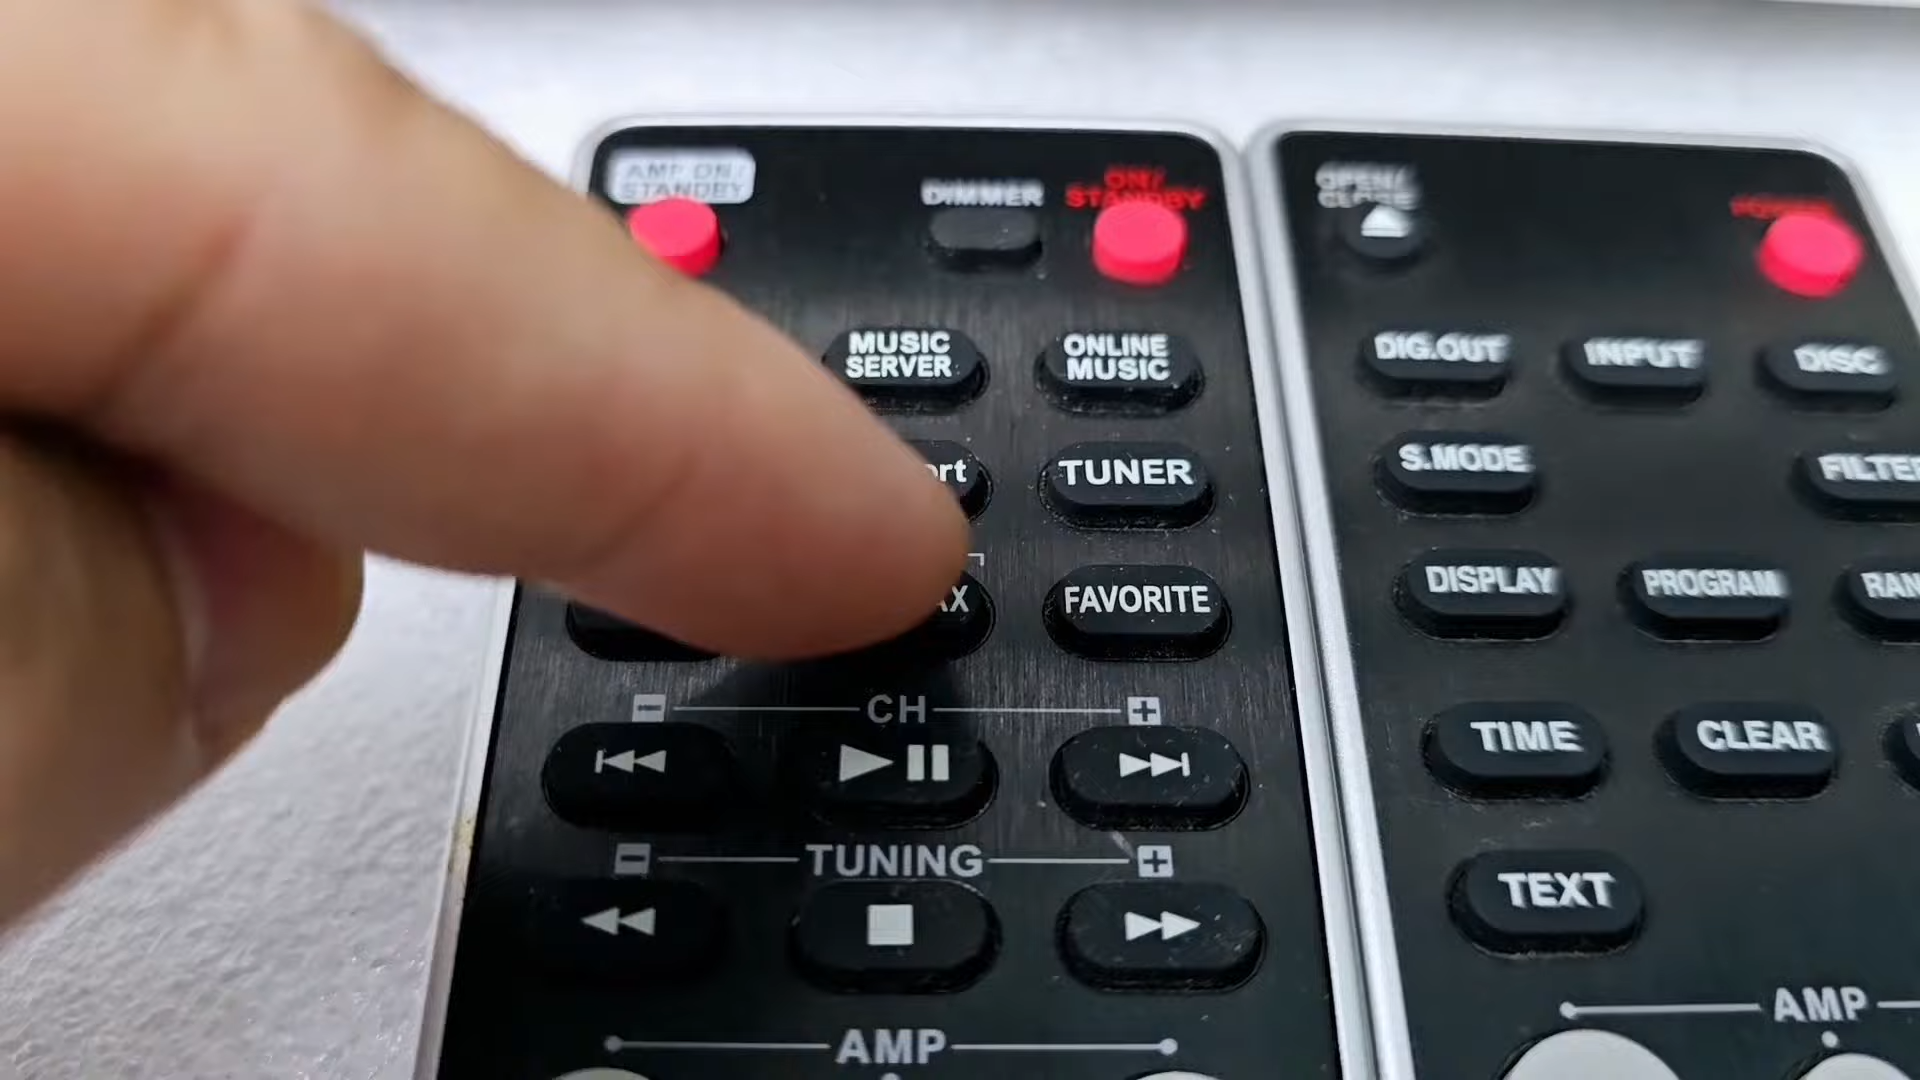 AMP ON/
STANDBY
DIMMER
ON/
STANDBY
MUSIC
SERVER
ONLINE
MUSIC
TUNER
FAVORITE
CH
TUNING
AMP
OPEN/
CLOSE
POWER
DIG.OUT
INPUT
DISC
S.MODE
DISPLAY
PROGRAM
TIME
CLEAR
TEXT
AMP